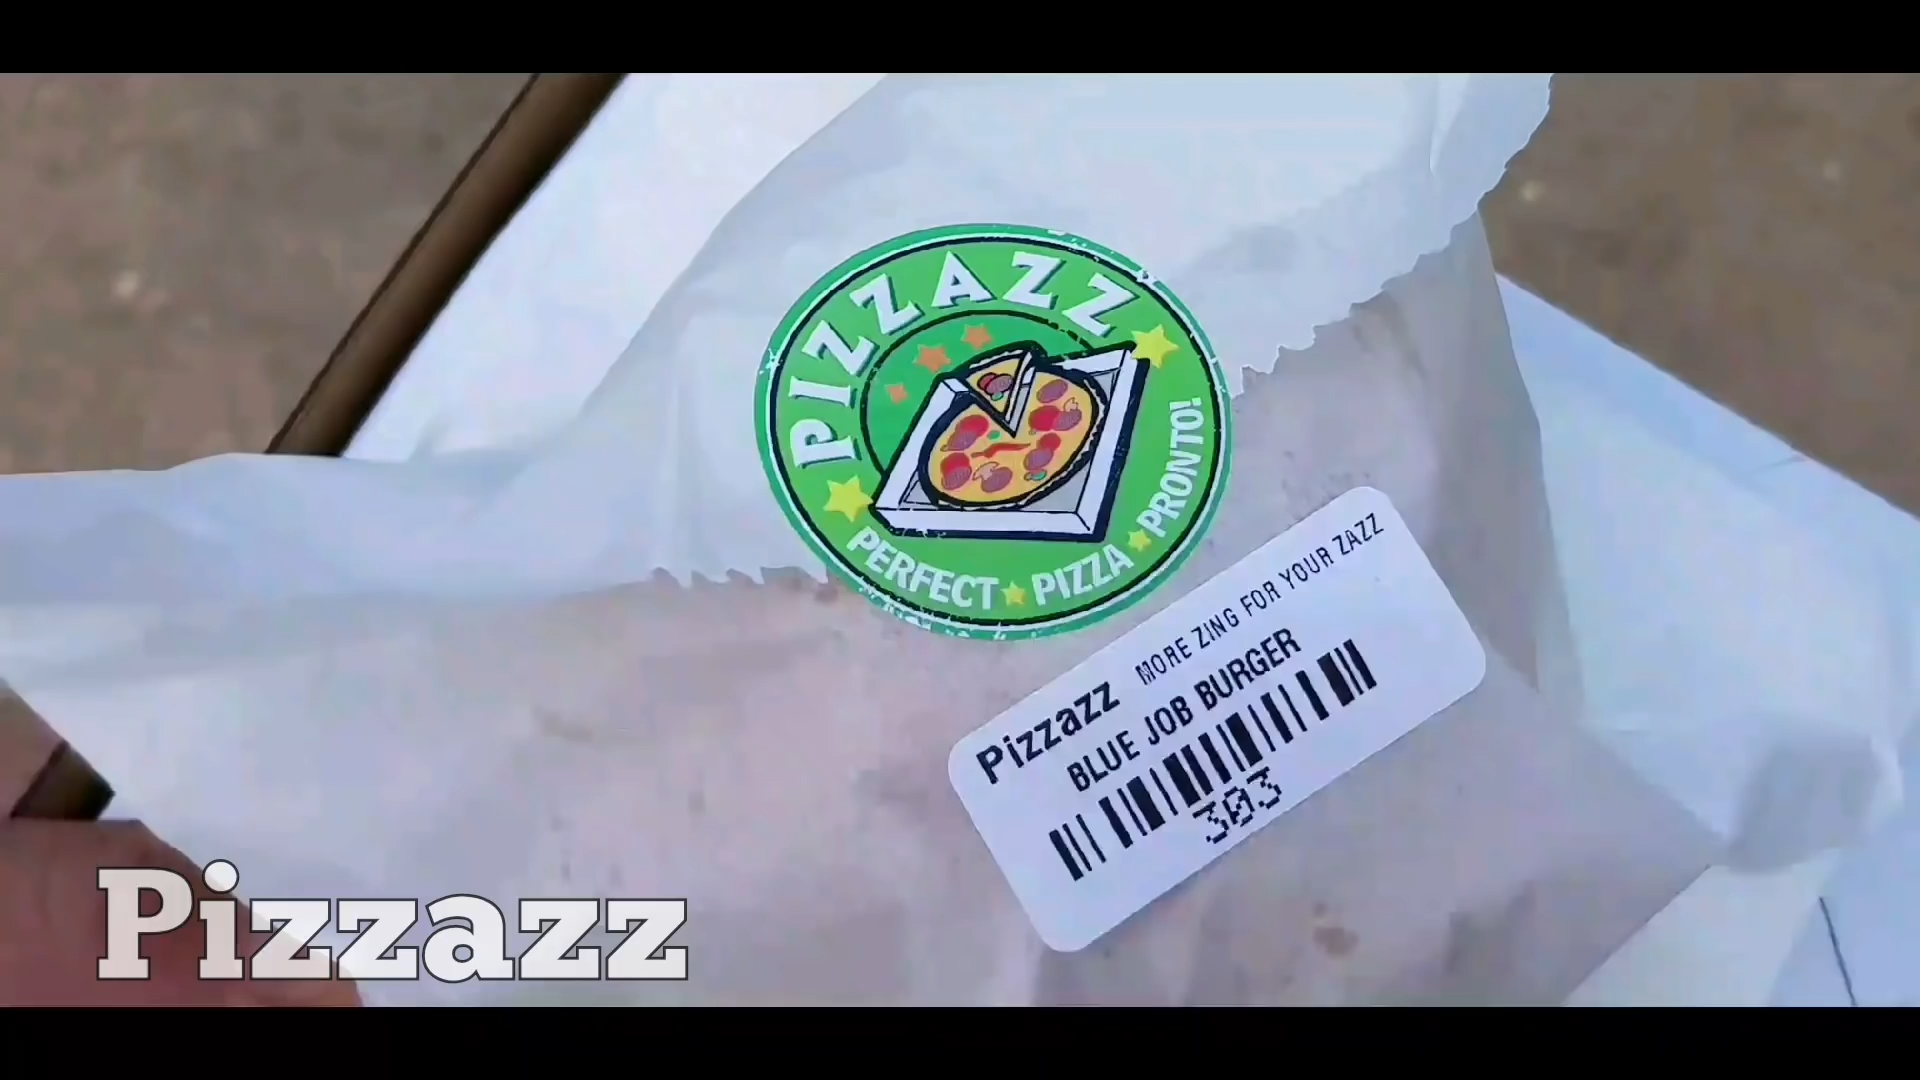 PIZZAZZ
PERFECT PIZZA PRONTO!
Pizzazz MORE ZING FOR YOUR ZAZZ
BLUE JOB BURGER
303
Pizzazz